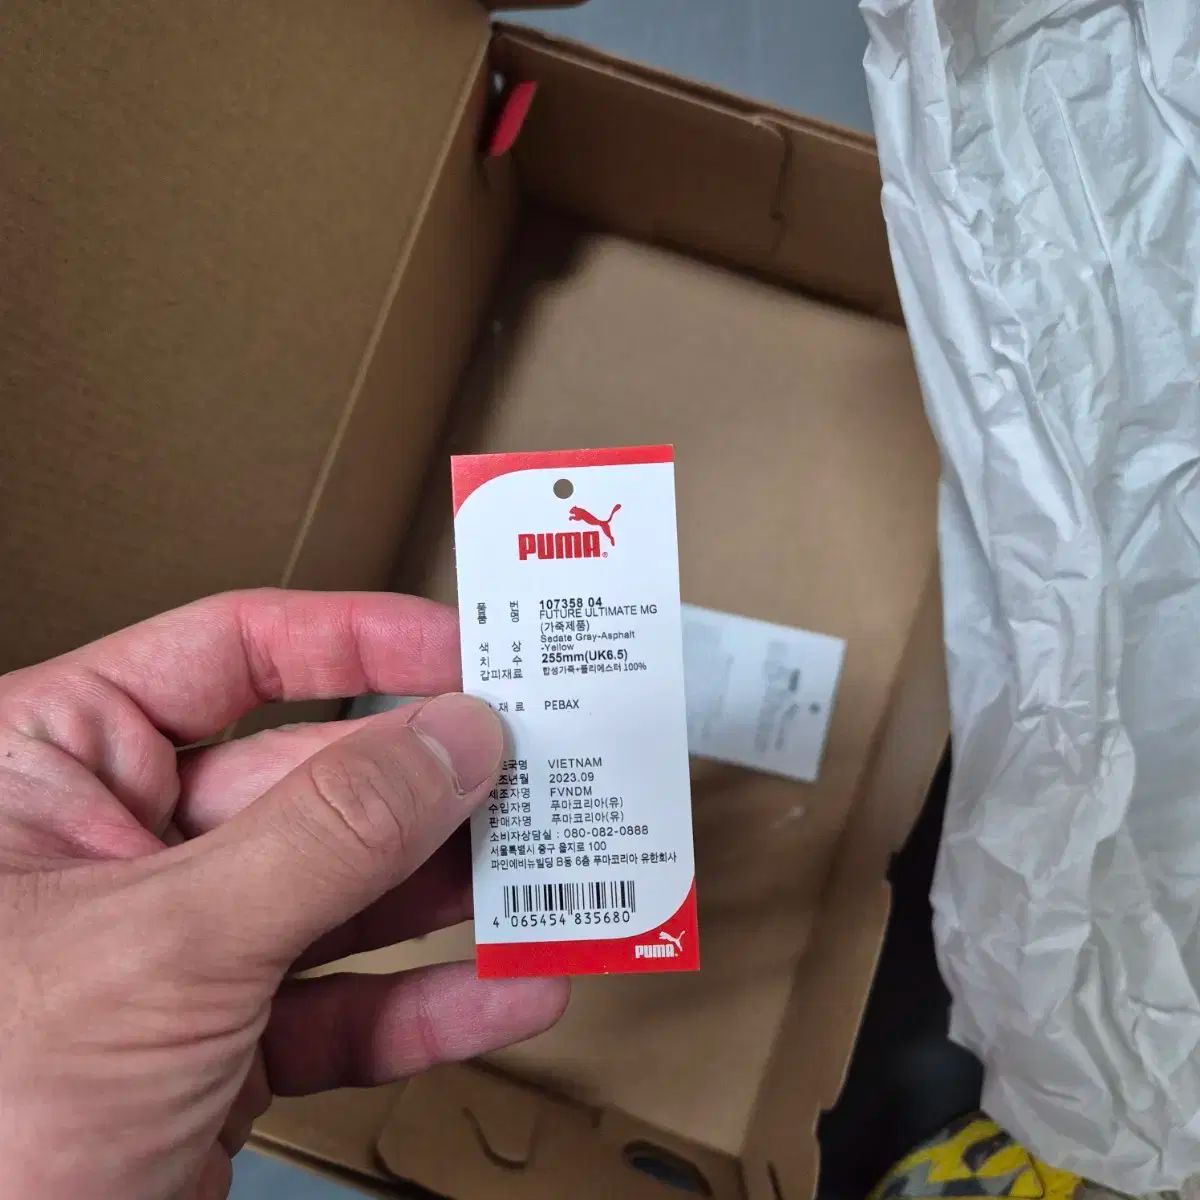 PUMA
품 번 107358 04
품 명 FUTURE ULTIMATE MG
(가죽제품)
색 상 Sedate Gray-Asphalt
-Yellow
치 수 255mm(UK6.5)
갑피재료 합성가죽+폴리에스터 100%
재 료 PEBAX
국명 VIETNAM
조년월 2023.09
제조자명 FVNDM
수입자명 푸마코리아(유)
판매자명 푸마코리아(유)
소비자상담실 : 080-082-0888
서울특별시 중구 을지로 100
파인에비뉴빌딩 B동 6층 푸마코리아 유한회사
4 065454 835680
PUMA